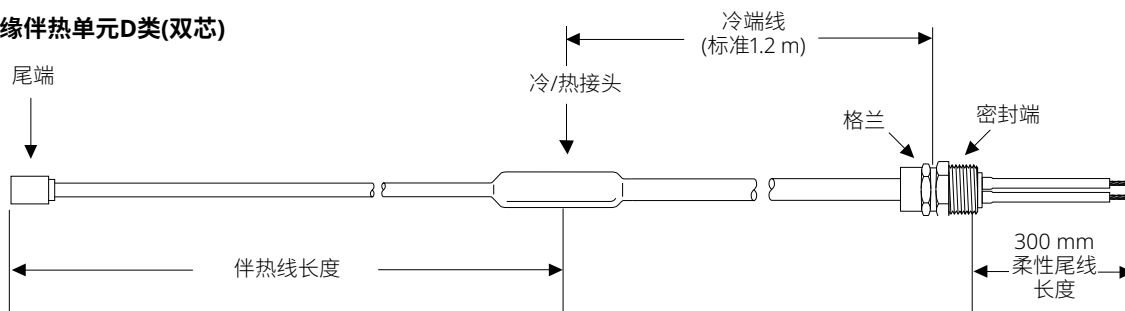 缘伴热单元D类(双芯)
冷端线
(标准1.2 m)
尾端
冷/热接头
格兰
密封端
伴热线长度
300 mm
柔性尾线
长度